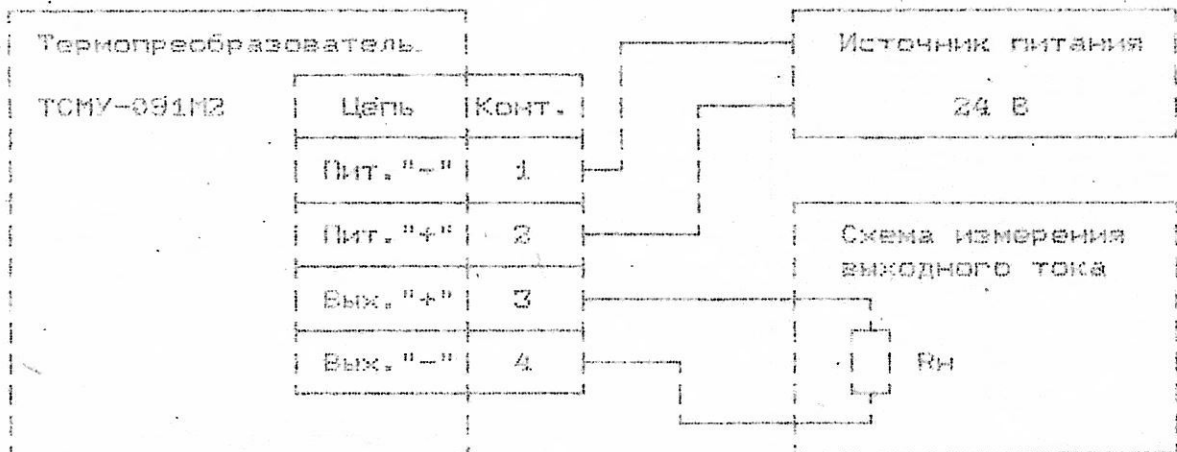 Термопреобразователь
ТСМУ-091М2
Цепь Конт.
Пит."-" 1
Пит."+" 2
Вых."+" 3
Вых."-" 4
Источник питания
24 В
Схема измерения
выходного тока
Rн